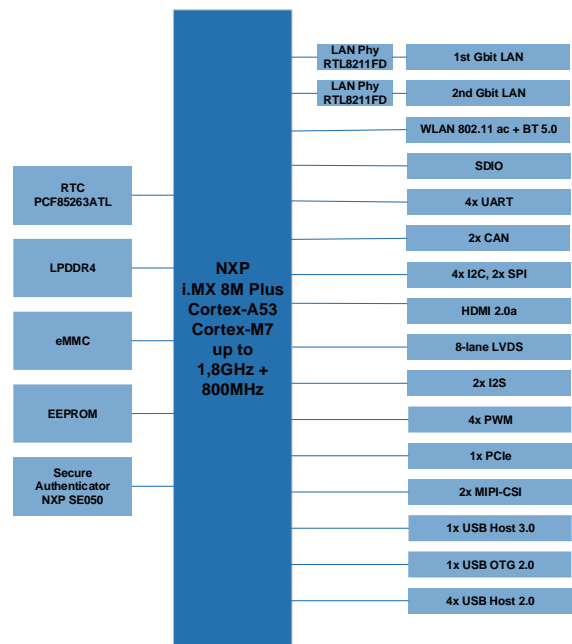 RTC
PCF85263ATL
LPDDR4
eMMC
EEPROM
Secure
Authenticator
NXP SE050
NXP
i.MX 8M Plus
Cortex-A53
Cortex-M7
up to
1,8GHz +
800MHz
LAN Phy
RTL8211FD
1st Gbit LAN
LAN Phy
RTL8211FD
2nd Gbit LAN
WLAN 802.11 ac + BT 5.0
SDIO
4x UART
2x CAN
4x I2C, 2x SPI
HDMI 2.0a
8-lane LVDS
2x I2S
4x PWM
1x PCIe
2x MIPI-CSI
1x USB Host 3.0
1x USB OTG 2.0
4x USB Host 2.0